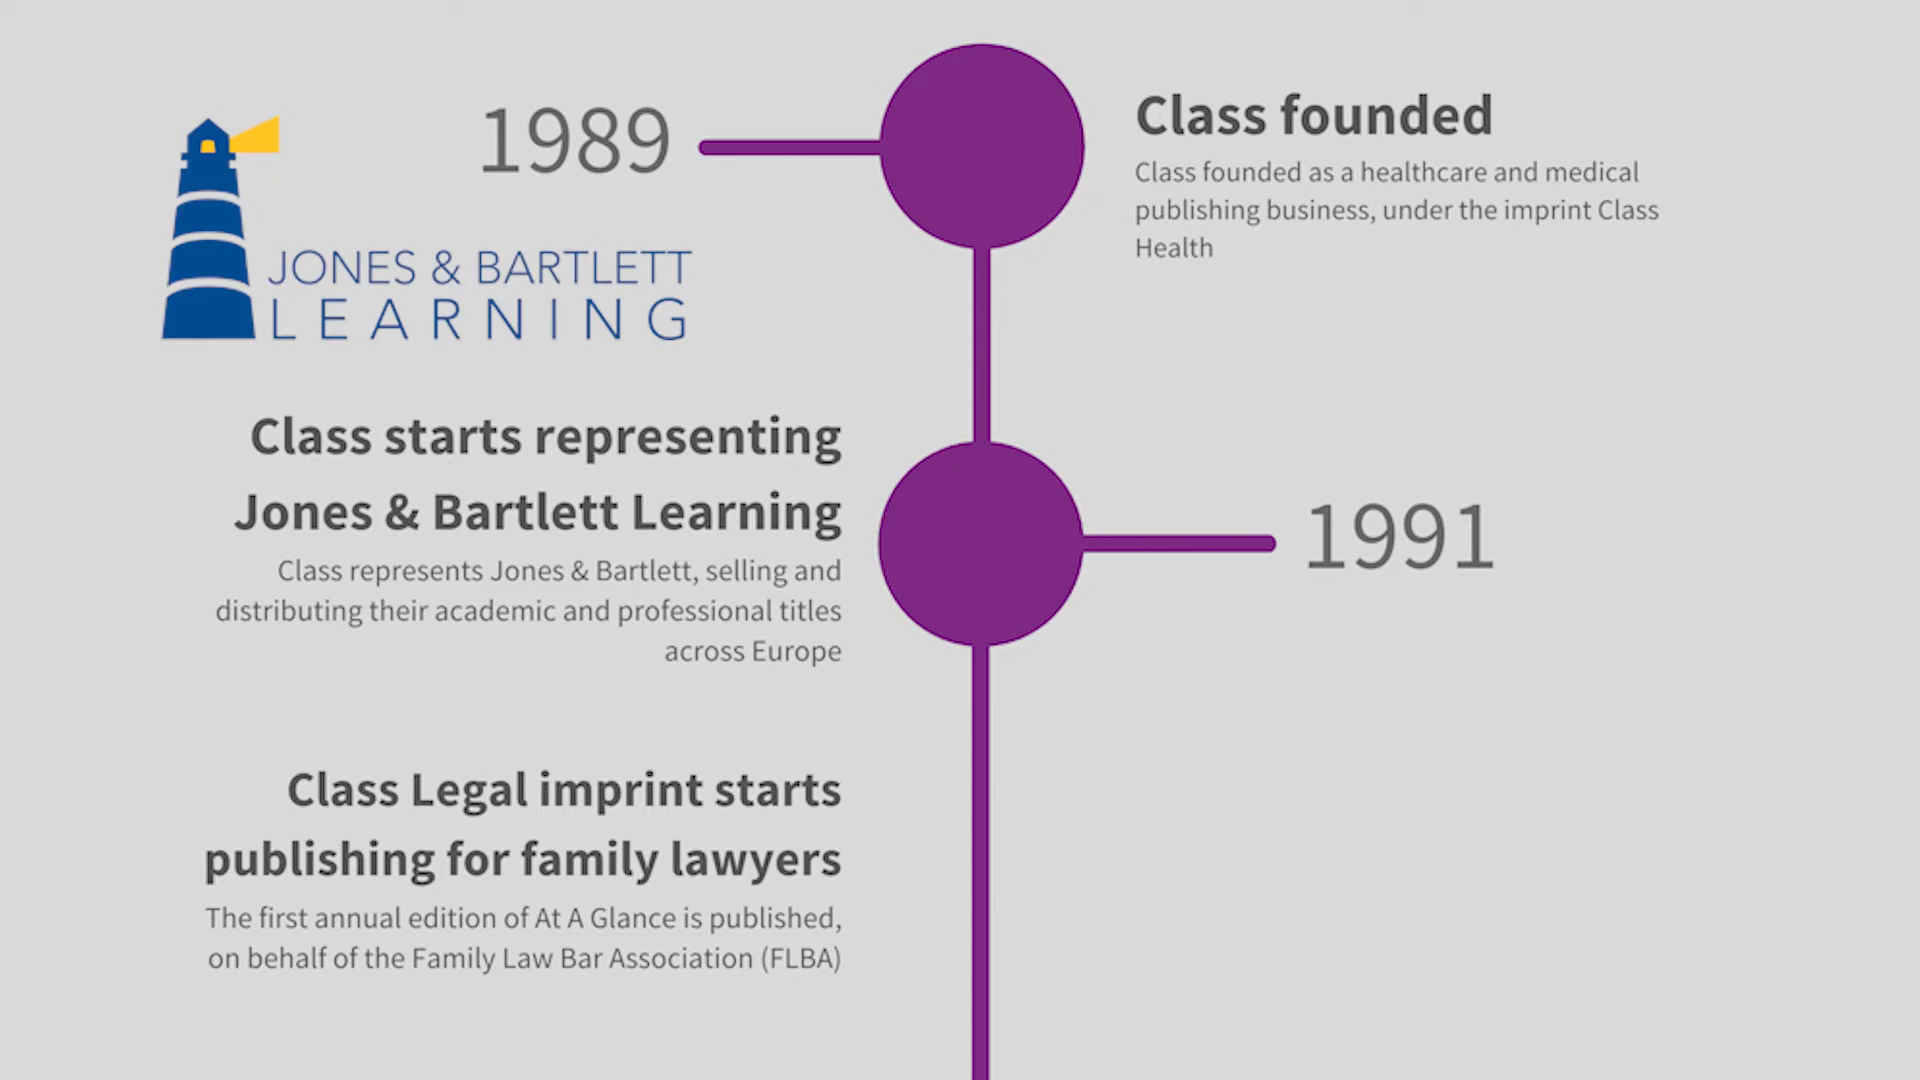 1989
Class founded
Class founded as a healthcare and medical
publishing business, under the imprint Class
Health
JONES & BARTLETT
LEARNING
Class starts representing
Jones & Bartlett Learning
Class represents Jones & Bartlett, selling and
distributing their academic and professional titles
across Europe
1991
Class Legal imprint starts
publishing for family lawyers
The first annual edition of At A Glance is published,
on behalf of the Family Law Bar Association (FLBA)